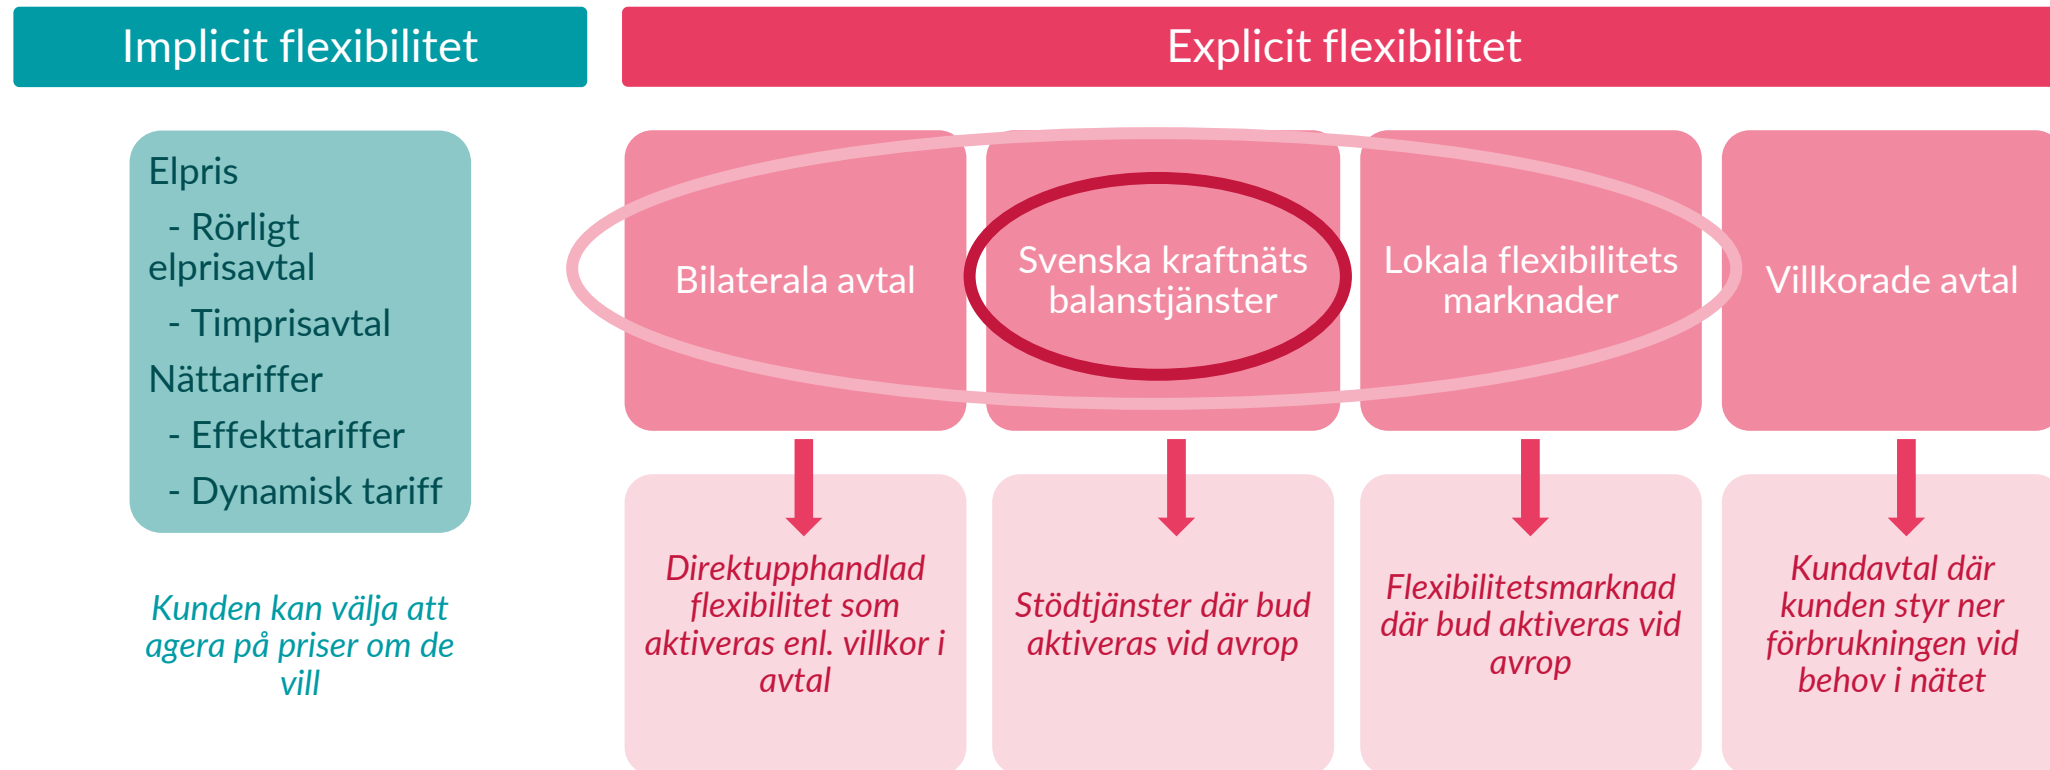 Implicit flexibilitet
Explicit flexibilitet
Elpris
- Rörligt
elprisavtal
- Timprisavtal
Nättariffer
- Effekttariffer
- Dynamisk tariff
Kunden kan välja att
agera på priser om de
vill
Bilaterala avtal
Svenska kraftnäts
balanstjänster
Lokala flexibilitets
marknader
Villkorade avtal
Direktupphandlad
flexibilitet som
aktiveras enl. villkor i
avtal
Stödtjänster där bud
aktiveras vid avrop
Flexibilitetsmarknad
där bud aktiveras vid
avrop
Kundavtal där
kunden styr ner
förbrukningen vid
behov i nätet